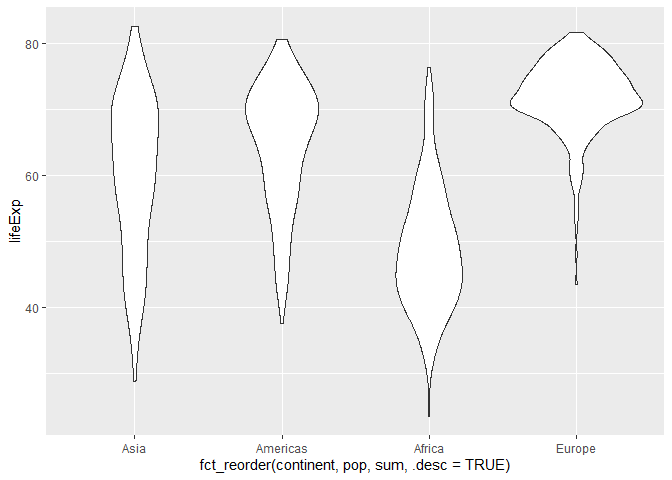 80
60
40
lifeExp
Asia Americas Africa Europe
fct_reorder(continent, pop, sum, .desc = TRUE)